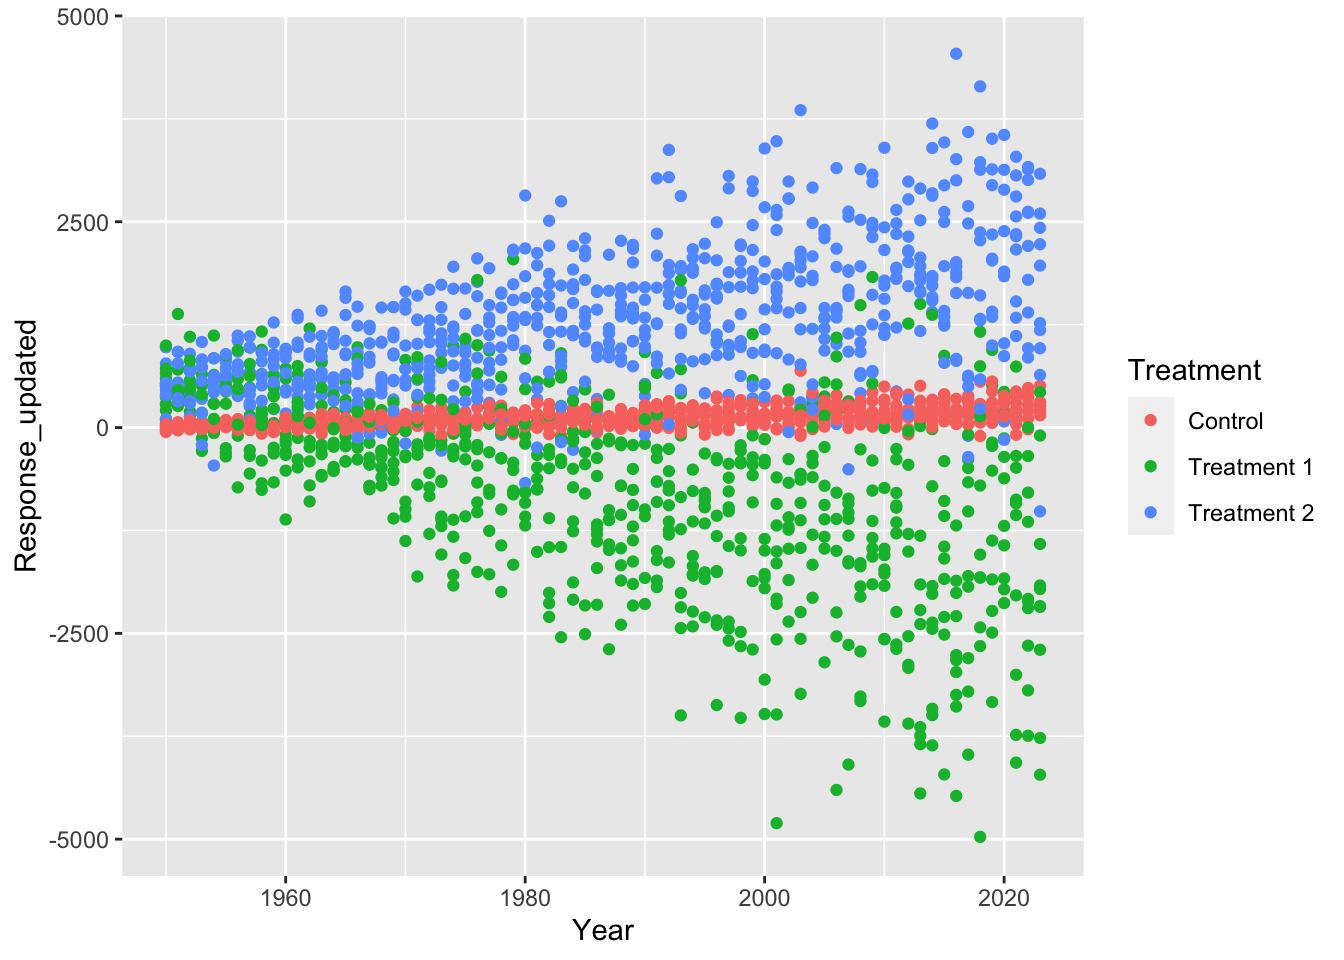 5000
2500
0
-2500
-5000
Response_updated
1960 1980 2000 2020
Year
Treatment
Control
Treatment 1
Treatment 2